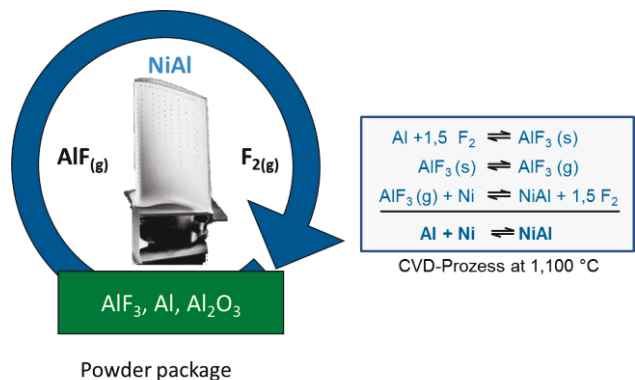 NiAl
AlF(g)
F2(g)
AlF3, Al, Al2O3
Powder package
Al +1,5 F2 ⇌ AlF3 (s)
AlF3 (s) ⇌ AlF3 (g)
AlF3 (g) + Ni ⇌ NiAl + 1,5 F2
Al + Ni ⇌ NiAl
CVD-Prozess at 1,100 °C